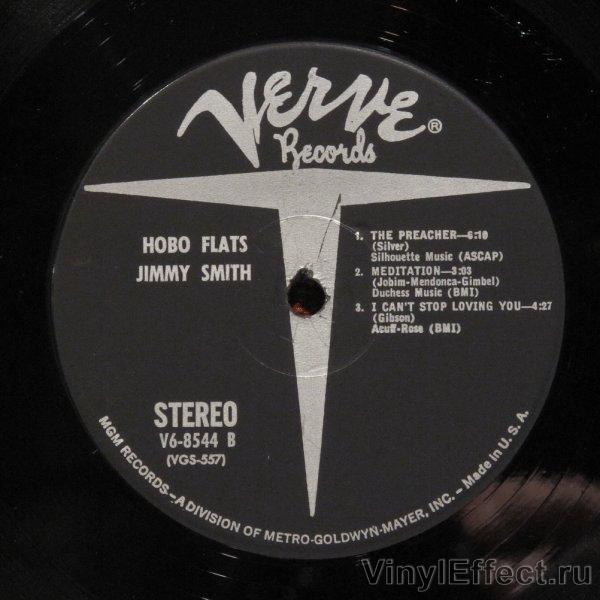 Verve®
Records
HOBO FLATS
JIMMY SMITH
1. THE PREACHER—6:10
(Silver)
Silhouette Music (ASCAP)
2. MEDITATION—3:03
(Jobim-Mendonca-Gimbel)
Duchess Music (BMI)
3. I CAN'T STOP LOVING YOU—4:27
(Gibson)
Acuff-Rose (BMI)
STEREO
V6-8544 B
(VGS-557)
MGM RECORDS—A DIVISION OF METRO-GOLDWYN-MAYER, INC. – Made in U. S. A.
VinylEffect.ru